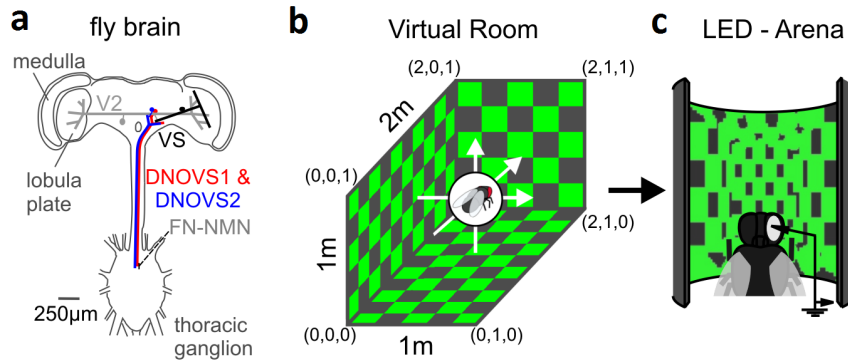 a
fly brain
medulla
V2
VS
lobula
plate
DNOVS1 &
DNOVS2
FN-NMN
250µm
thoracic
ganglion
b
Virtual Room
(2,0,1)
(2,1,1)
2m
(0,0,1)
(2,1,0)
1m
(0,0,0)
(0,1,0)
1m
c
LED - Arena